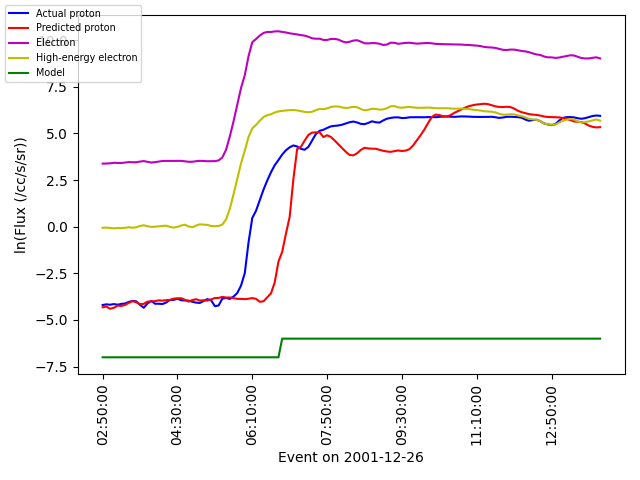 Actual proton
Predicted proton
Electron
High-energy electron
Model
10.0
7.5
5.0
2.5
0.0
−2.5
−5.0
−7.5
ln(Flux (/cc/s/sr))
02:50:00
04:30:00
06:10:00
07:50:00
09:30:00
11:10:00
12:50:00
Event on 2001-12-26